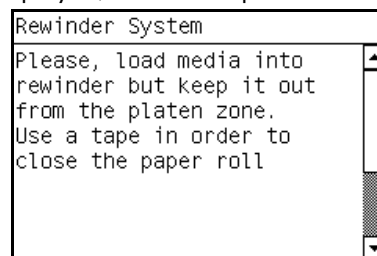 Rewinder System
Please, load media into
rewinder but keep it out
from the platen zone.
Use a tape in order to
close the paper roll